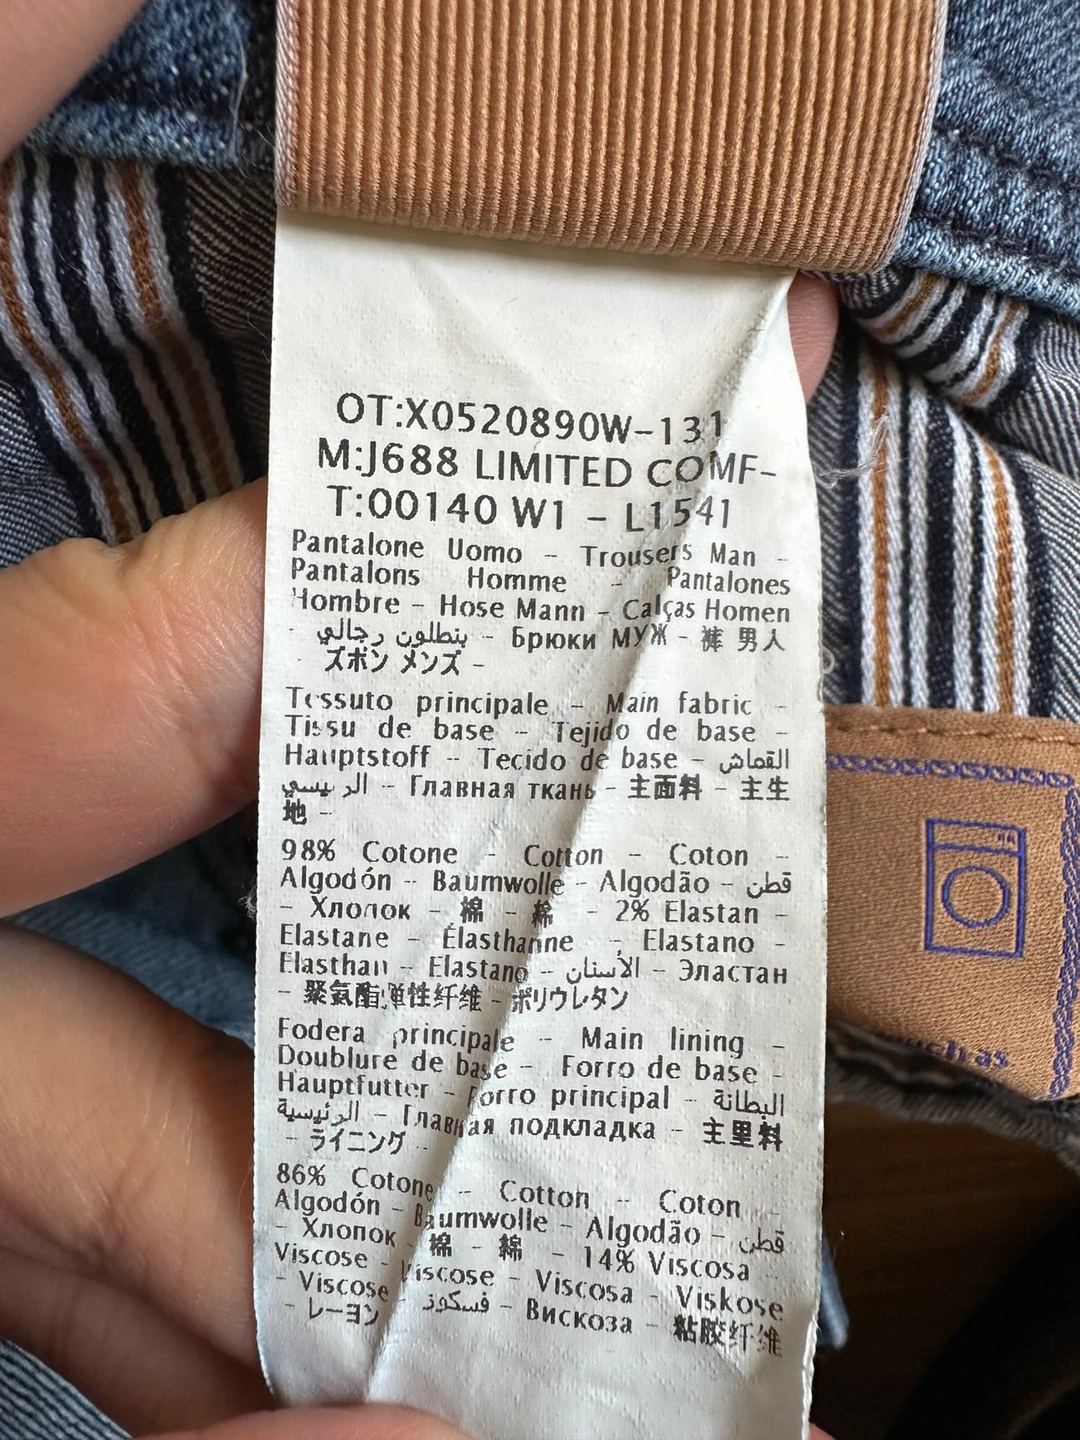 OT:X0520890W-131
M:J688 LIMITED COMF-
T:00140 W1 - L1541
Pantalone Uomo - Trousers Man -
Pantalons Homme - Pantalones
Hombre - Hose Mann - Calças Homen
- بنطلون رجالي - Брюки МУЖ - 裤 男人
- ズボン メンズ -
Tessuto principale - Main fabric -
Tissu de base - Tejido de base -
Hauptstoff - Tecido de base - القماش
الرئيسي - Главная ткань - 主面料 - 主生
地 -
98% Cotone - Cotton - Coton -
Algodón - Baumwolle - Algodão - قطن
- Хлопок - 棉 - 綿 - 2% Elastan -
Elastane - Élasthanne - Elastano -
Elasthan - Elastano - الأستان - Эластан
- 聚氨酯弹性纤维 - ポリウレタン
Fodera principale - Main lining -
Doublure de base - Forro de base -
Hauptfutter - Forro principal - البطانة
الرئيسية - Главная подкладка - 主里料
- ライニング -
86% Cotone - Cotton - Coton -
Algodón - Baumwolle - Algodão - قطن
- Хлопок - 棉 - 綿 - 14% Viscosa -
Viscose - Viscose - Viscosa - Viskose
- Viscose - فسكوز - Вискоза - 粘胶纤维
- レーヨン
as